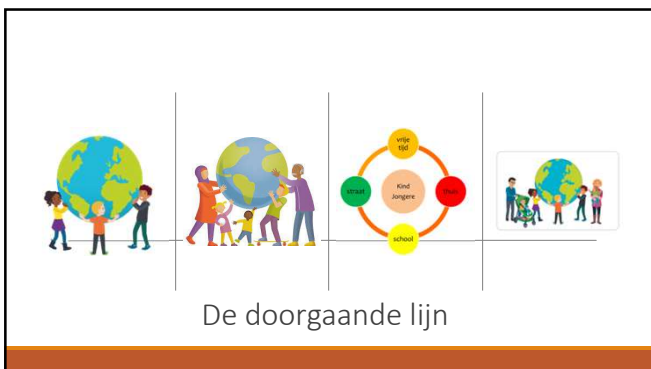 vrije
tijd
straat
Kind
Jongere
thuis
school
De doorgaande lijn